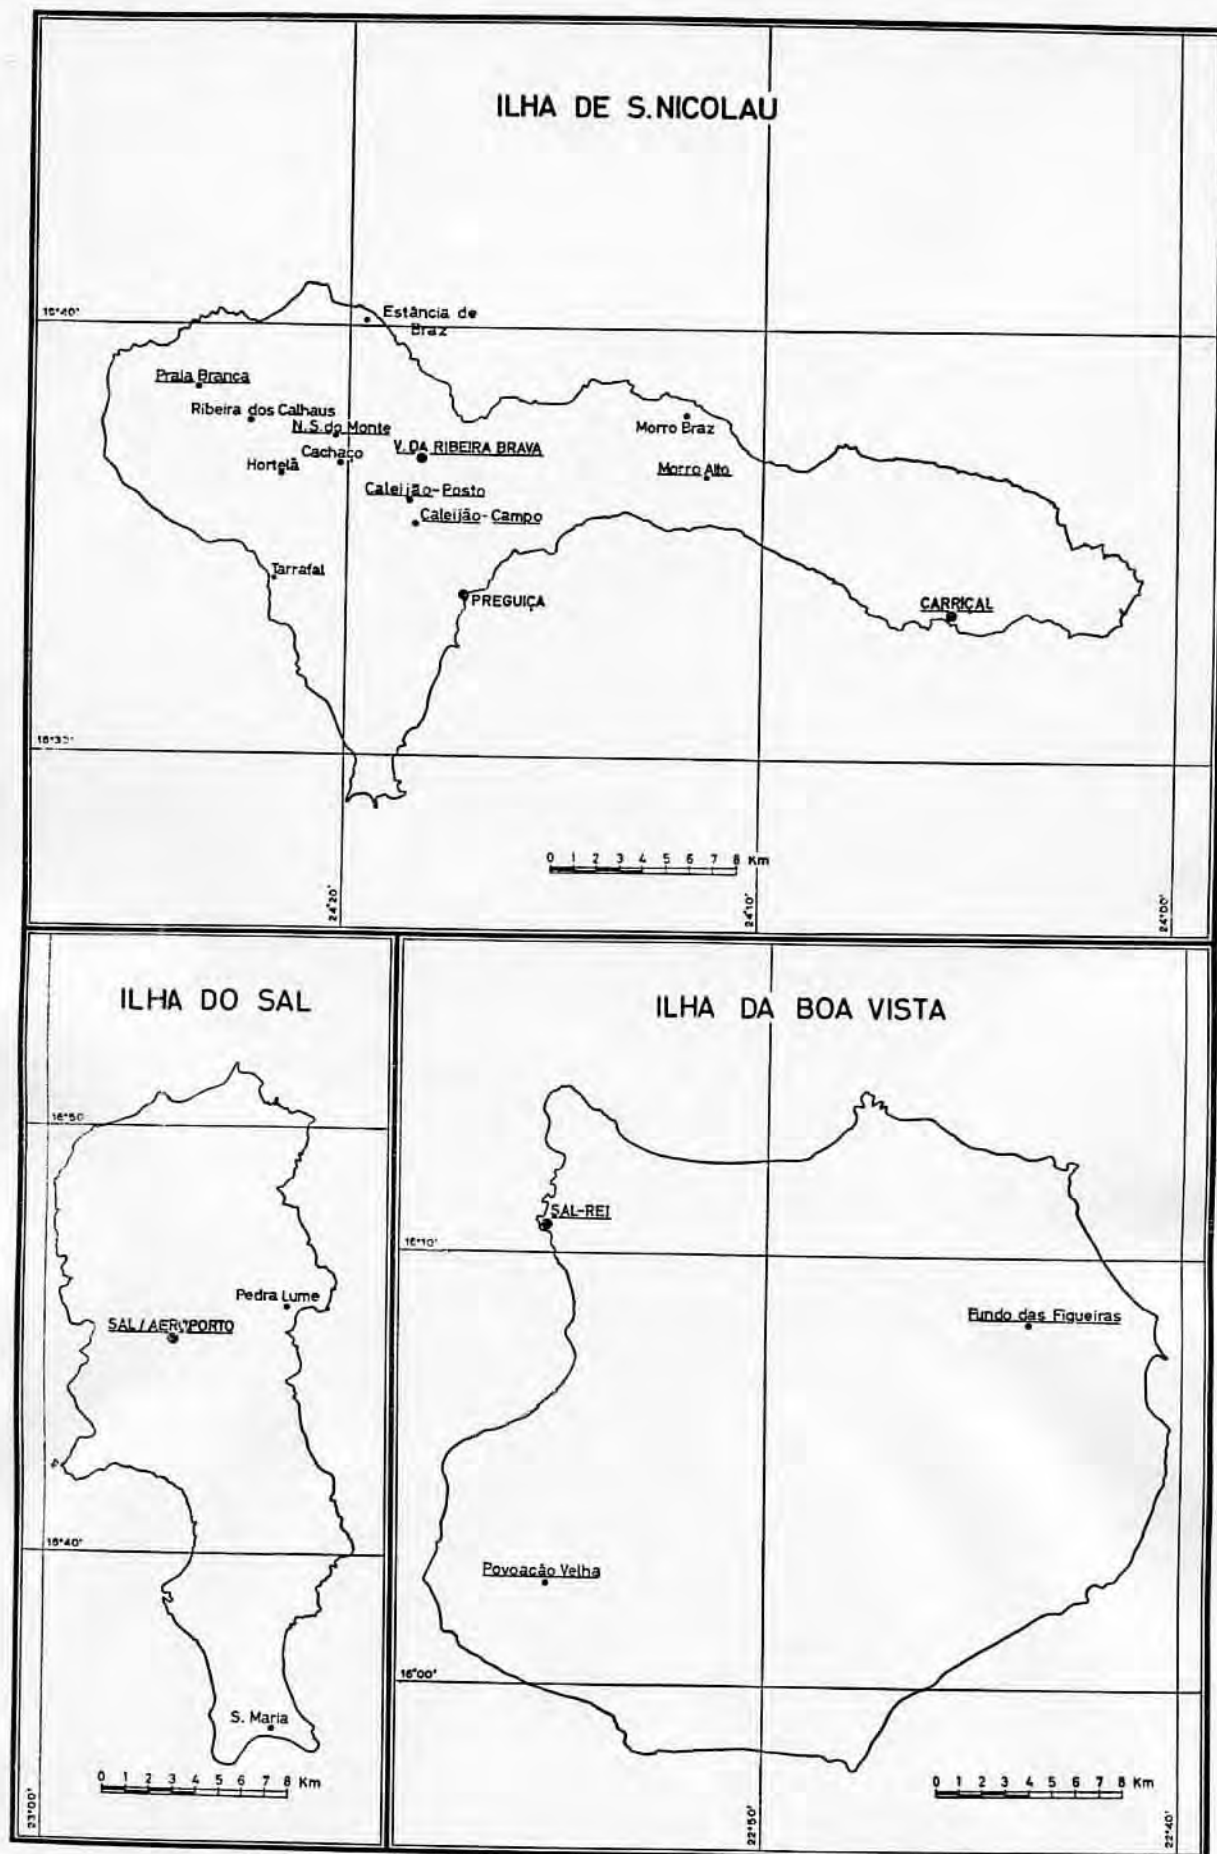 ILHA DE S.NICOLAU
16°40'
Estância de
Braz
Praia Branca
Ribeira dos Calhaus
N.S.do Monte
Morro Braz
V.DA RIBEIRA BRAVA
Cachaço
Hortelã
Morro Alto
Caleijão-Posto
Caleijão-Campo
Tarrafal
PREGUIÇA
CARRIÇAL
16°30'
0 1 2 3 4 5 6 7 8 Km
24°20'
24°10'
24°00'
ILHA DO SAL
16°50'
Pedra Lume
SAL/AEROPORTO
16°40'
S. Maria
0 1 2 3 4 5 6 7 8 Km
23°00'
ILHA DA BOA VISTA
SAL-REI
16°10'
Fundo das Figueiras
Povoacão Velha
16°00'
0 1 2 3 4 5 6 7 8 Km
22°50'
22°40'